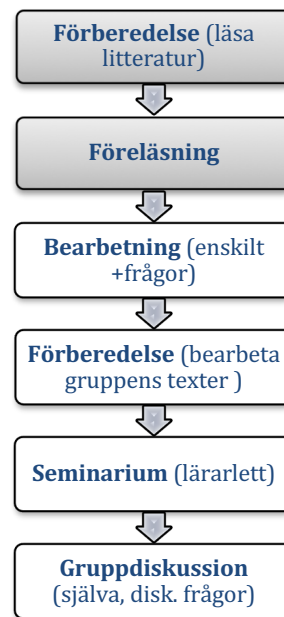 Förberedelse (läsa
litteratur)
Föreläsning
Bearbetning (enskilt
+frågor)
Förberedelse (bearbeta
gruppens texter )
Seminarium (lärarlett)
Gruppdiskussion
(själva, disk. frågor)